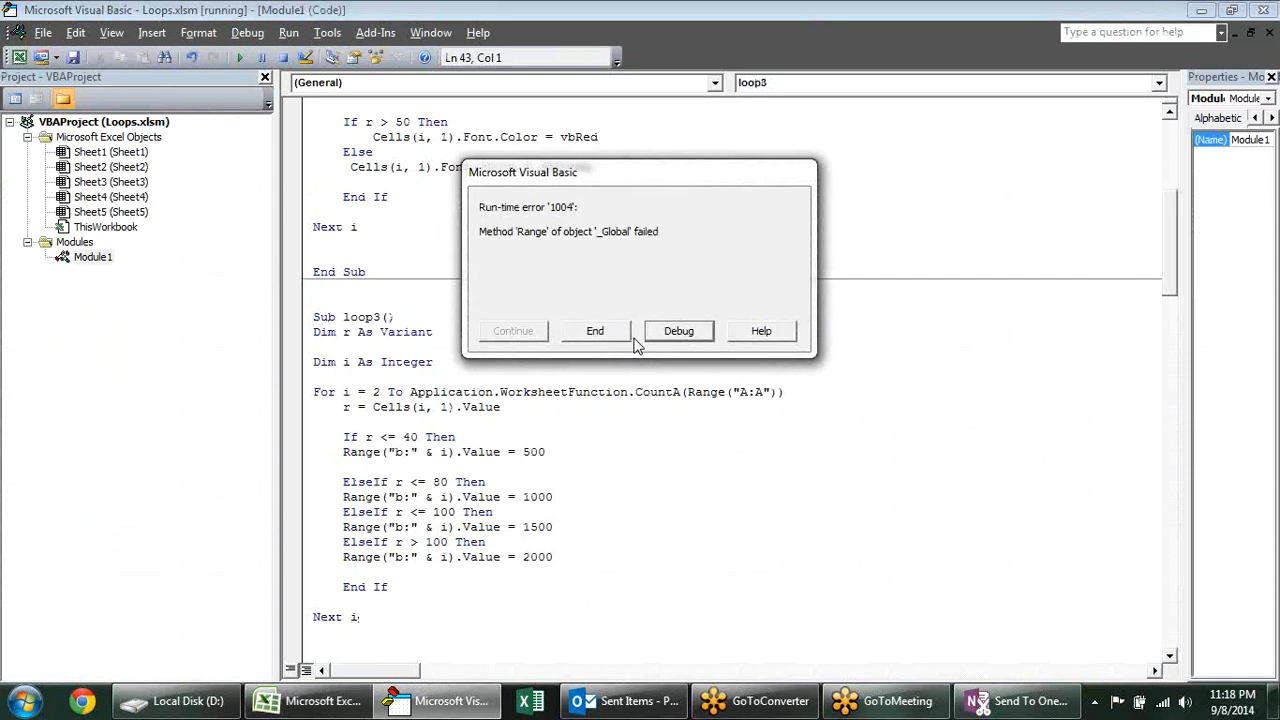 Microsoft Visual Basic - Loops.xlsm [running] - [Module1 (Code)]
File Edit View Insert Format Debug Run Tools Add-Ins Window Help
Type a question for help
Ln 43, Col 1
Project - VBAProject
(General)
loop3
Properties - Mo
VBAProject (Loops.xlsm)
Microsoft Excel Objects
Sheet1 (Sheet1)
Sheet2 (Sheet2)
Sheet3 (Sheet3)
Sheet4 (Sheet4)
Sheet5 (Sheet5)
ThisWorkbook
Modules
Module1
Module Module
Alphabetic
(Name) Module1
If r > 50 Then
Cells(i, 1).Font.Color = vbRed
Else
Cells(i, 1).Fon
End If
Next i
End Sub
Microsoft Visual Basic
Run-time error '1004':
Method 'Range' of object '_Global' failed
Continue End Debug Help
Sub loop3()
Dim r As Variant
Dim i As Integer
For i = 2 To Application.WorksheetFunction.CountA(Range("A:A"))
r = Cells(i, 1).Value
If r <= 40 Then
Range("b:" & i).Value = 500
ElseIf r <= 80 Then
Range("b:" & i).Value = 1000
ElseIf r <= 100 Then
Range("b:" & i).Value = 1500
ElseIf r > 100 Then
Range("b:" & i).Value = 2000
End If
Next i
Local Disk (D:)
Microsoft Exc...
Microsoft Vis...
Sent Items - P...
GoToConverter
GoToMeeting
Send To One...
11:18 PM
9/8/2014